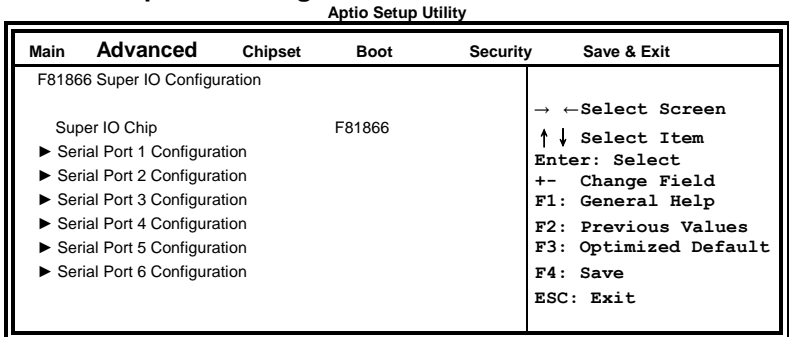 Aptio Setup Utility
Main Advanced Chipset Boot Security Save & Exit
F81866 Super IO Configuration
Super IO Chip F81866
► Serial Port 1 Configuration
► Serial Port 2 Configuration
► Serial Port 3 Configuration
► Serial Port 4 Configuration
► Serial Port 5 Configuration
► Serial Port 6 Configuration
→ ←Select Screen
↑↓ Select Item
Enter: Select
+- Change Field
F1: General Help
F2: Previous Values
F3: Optimized Default
F4: Save
ESC: Exit